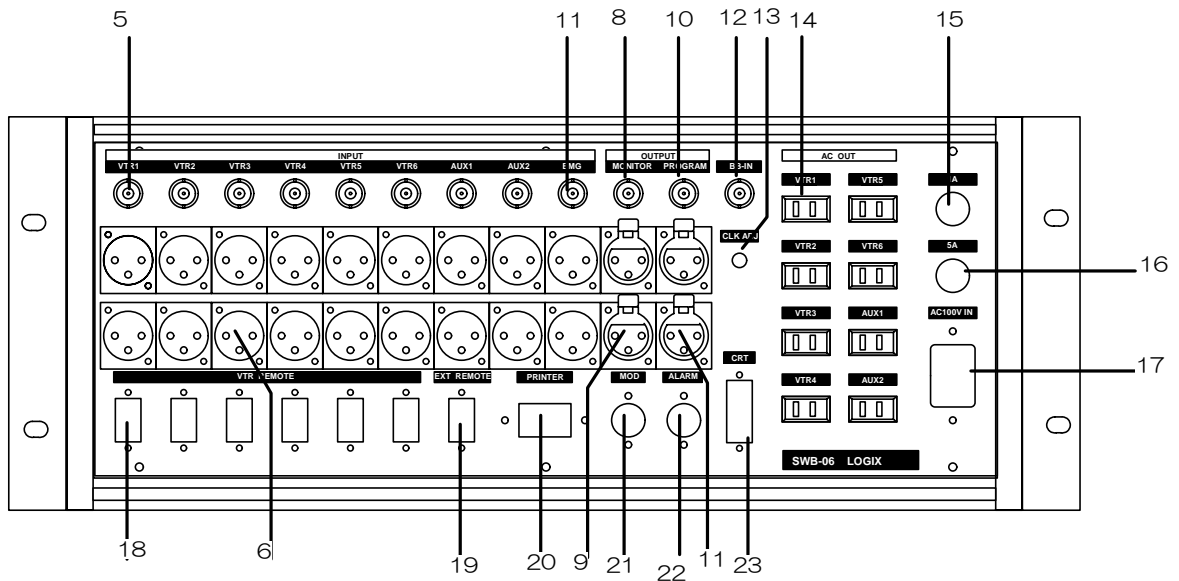 5 11 8 10 12 13 14 15
INPUT OUTPUT AC OUT
VTR1 VTR2 VTR3 VTR4 VTR5 VTR6 AUX1 AUX2 EMG MONITOR PROGRAM BB-IN
VTR1 VTR5
CLK ADJ
VTR2 VTR6 5A
16
VTR3 AUX1 AC100V IN
CRT
17
VTR REMOTE EXT REMOTE PRINTER MOD ALARM
VTR4 AUX2
SWB-06 LOGIX
18 6 19 20 9 21 22 11 23